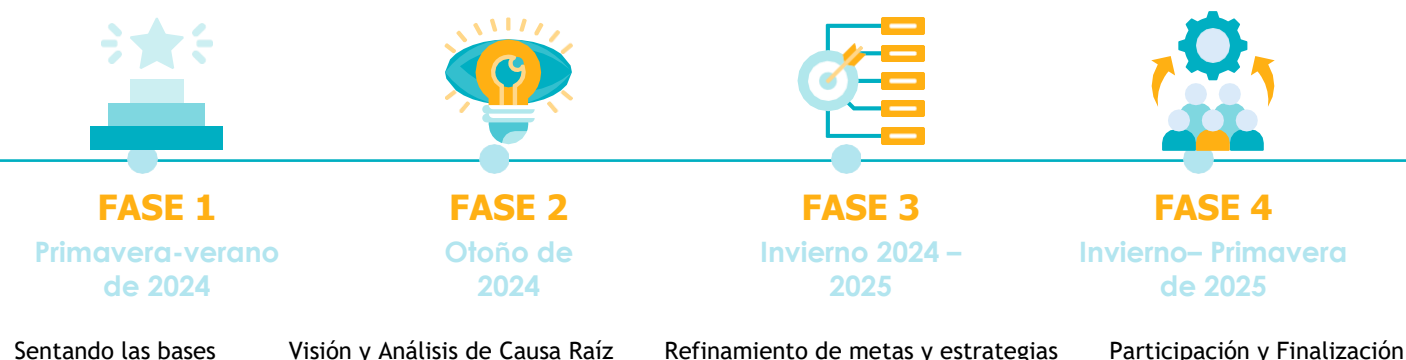 FASE 1
Primavera-verano
de 2024
Sentando las bases
FASE 2
Otoño de
2024
Visión y Análisis de Causa Raíz
FASE 3
Invierno 2024 –
2025
Refinamiento de metas y estrategias
FASE 4
Invierno– Primavera
de 2025
Participación y Finalización